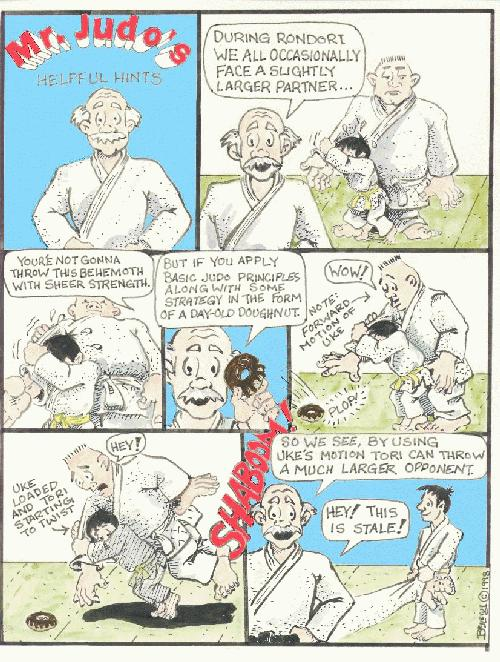 Mr. Judo's
HELPFUL HINTS
DURING RONDORI
WE ALL OCCASIONALLY
FACE A SLIGHTLY
LARGER PARTNER...
YOUR'E NOT GONNA
THROW THIS BEHEMOTH
WITH SHEER STRENGTH.
BUT IF YOU APPLY
BASIC JUDO PRINCIPLES
ALONG WITH SOME
STRATEGY IN THE FORM
OF A DAY-OLD DOUGHNUT.
WOW!
NOTE:
FORWARD
MOTION OF
UKE
PLOP!
HEY!
UKE
LOADED
AND TORI
STARTING
TO TWIST
SHABOOM!
SO WE SEE, BY USING
UKE'S MOTION TORI CAN THROW
A MUCH LARGER OPPONENT.
HEY! THIS
IS STALE!
(C) 1998